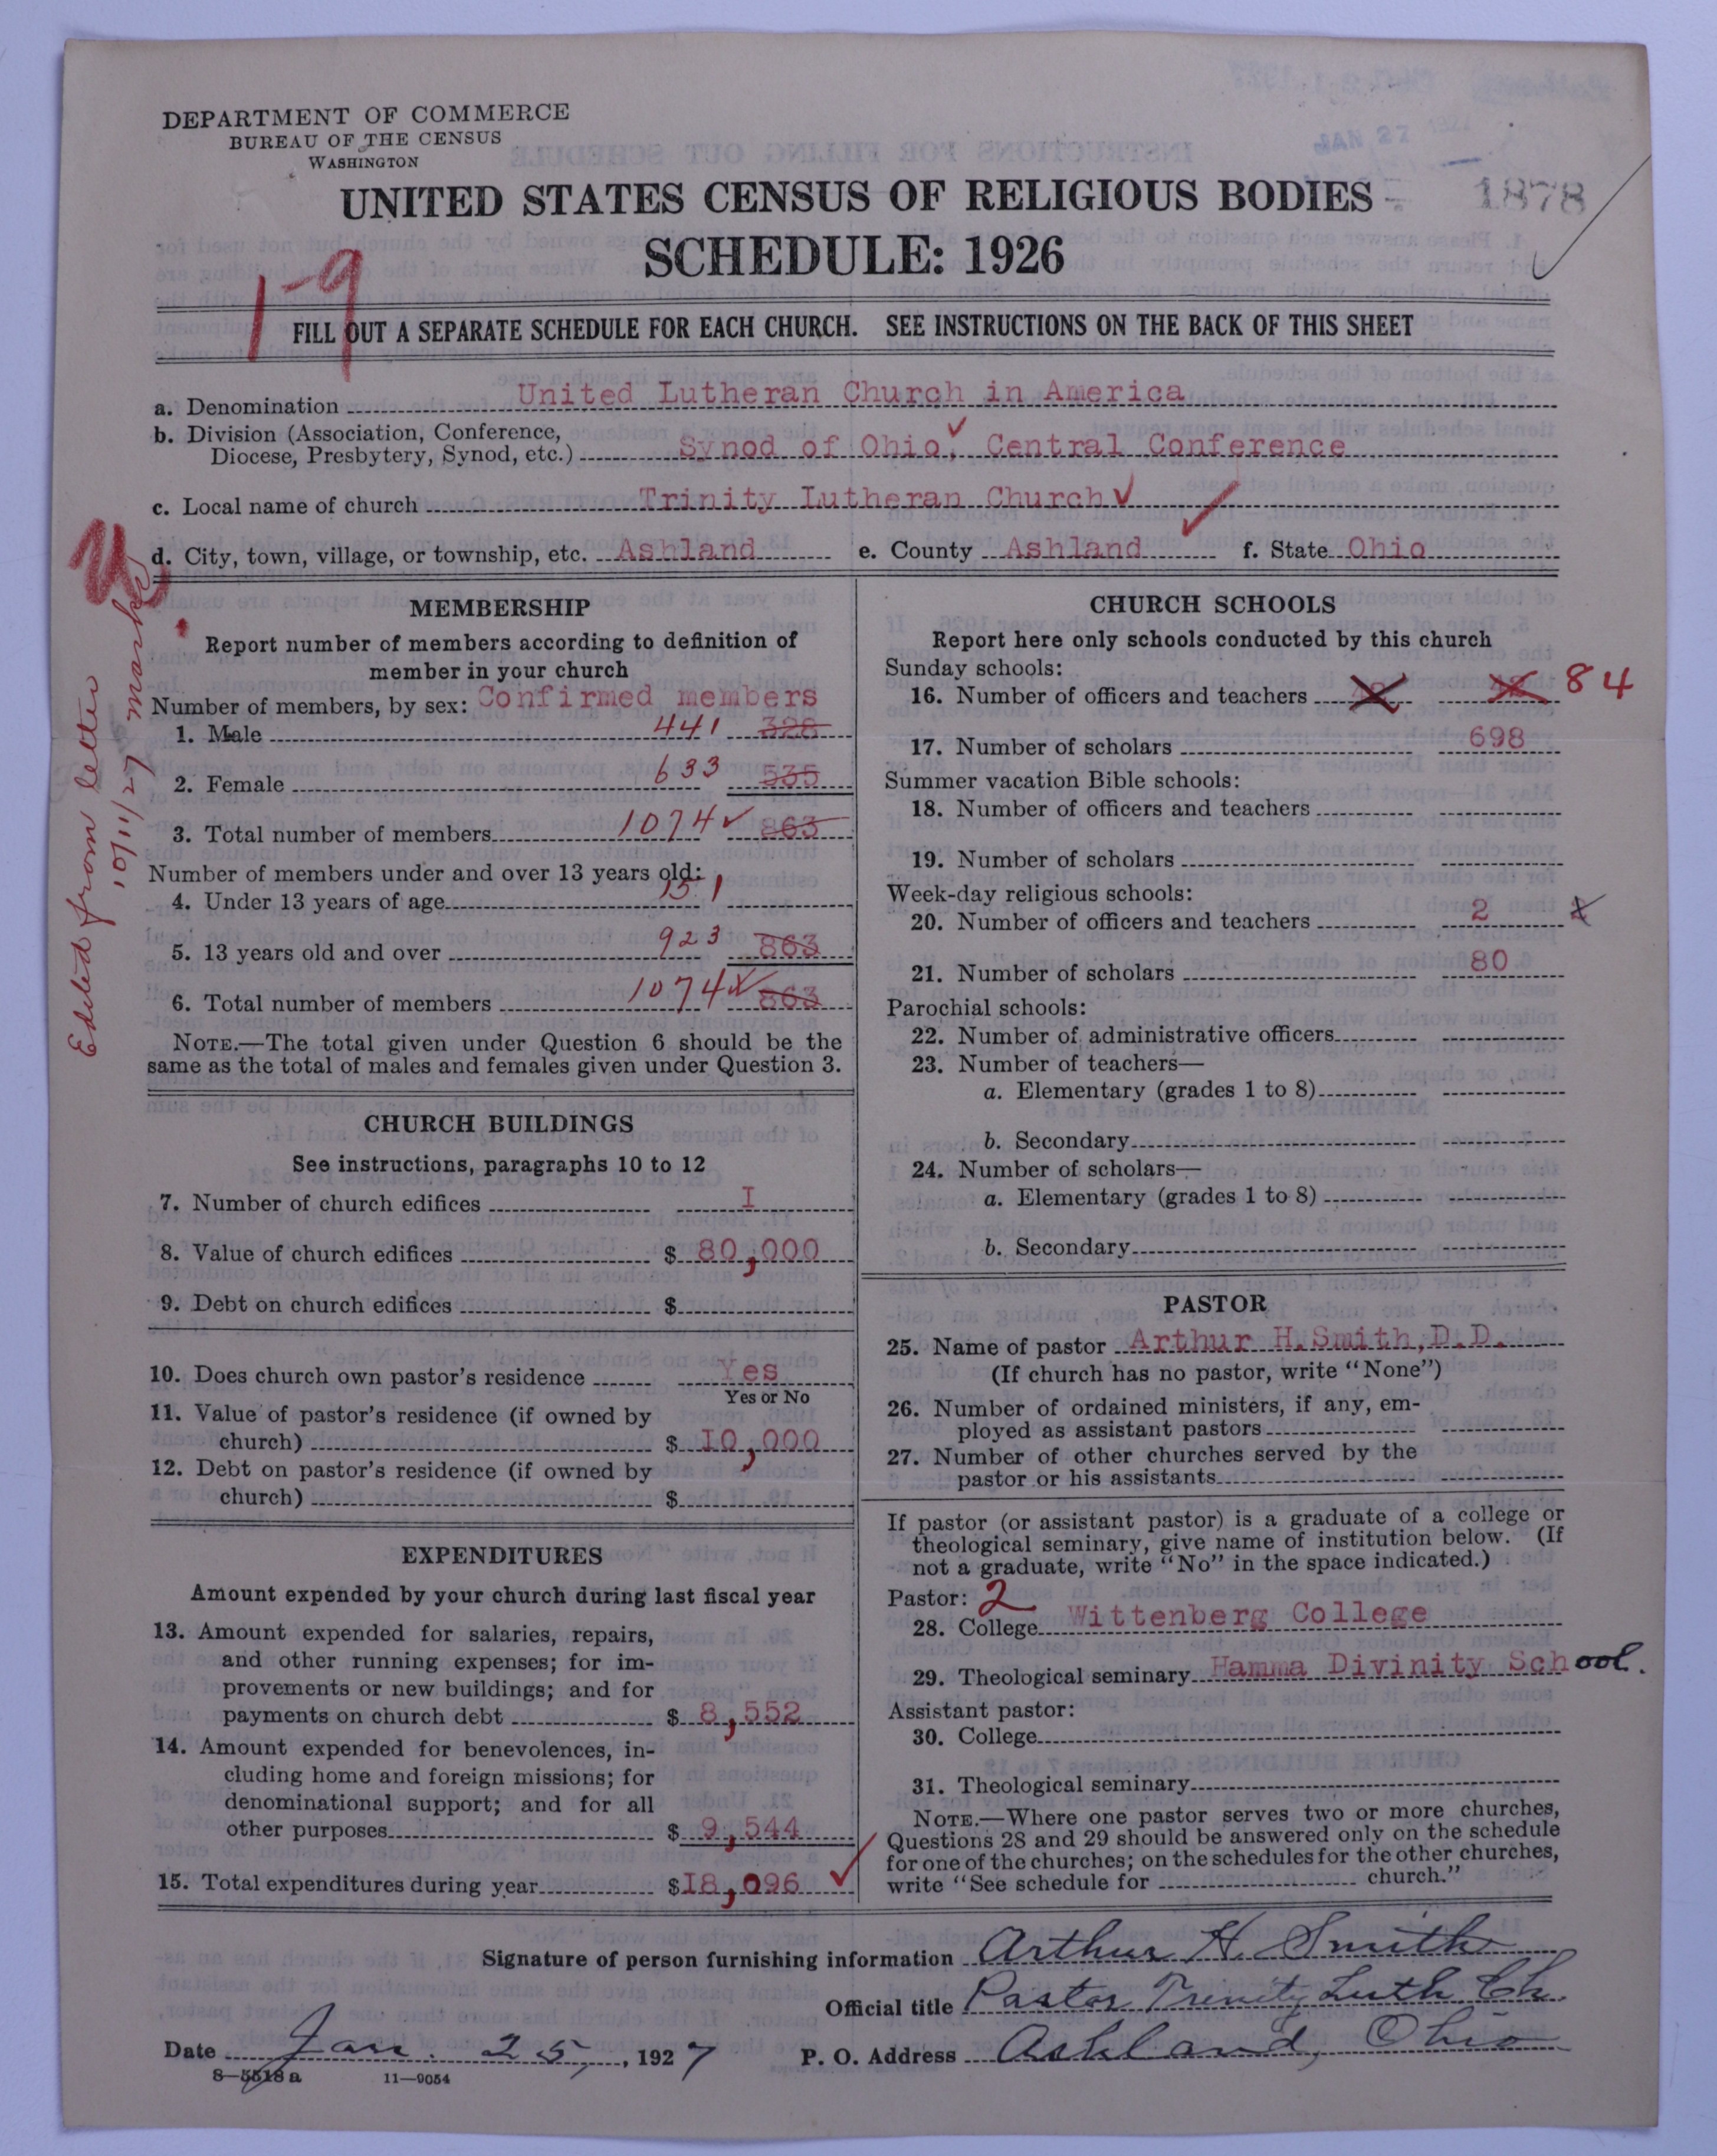 DEPARTMENT OF COMMERCE
BUREAU OF THE CENSUS
WASHINGTON
JAN 27 1927
UNITED STATES CENSUS OF RELIGIOUS BODIES
1878
SCHEDULE: 1926
1-9
FILL OUT A SEPARATE SCHEDULE FOR EACH CHURCH. SEE INSTRUCTIONS ON THE BACK OF THIS SHEET
a. Denomination United Lutheran Church in America
b. Division (Association, Conference,
Diocese, Presbytery, Synod, etc.) Synod of Ohio, Central Conference
c. Local name of church Trinity Lutheran Church
d. City, town, village, or township, etc. Ashland e. County Ashland f. State Ohio
Edited from letter
10/11/27 marked
MEMBERSHIP
Report number of members according to definition of
member in your church
Number of members, by sex: Confirmed members
1. Male 441 328
2. Female 633 535
3. Total number of members 1074 863
Number of members under and over 13 years old:
4. Under 13 years of age 151
5. 13 years old and over 923 863
6. Total number of members 1074 863
NOTE.—The total given under Question 6 should be the
same as the total of males and females given under Question 3.
CHURCH BUILDINGS
See instructions, paragraphs 10 to 12
7. Number of church edifices I
8. Value of church edifices $ 80,000
9. Debt on church edifices $
10. Does church own pastor's residence Yes
Yes or No
11. Value of pastor's residence (if owned by
church) $ I0,000
12. Debt on pastor's residence (if owned by
church) $
EXPENDITURES
Amount expended by your church during last fiscal year
13. Amount expended for salaries, repairs,
and other running expenses; for im-
provements or new buildings; and for
payments on church debt $ 8,552
14. Amount expended for benevolences, in-
cluding home and foreign missions; for
denominational support; and for all
other purposes $ 9,544
15. Total expenditures during year $I8,096
CHURCH SCHOOLS
Report here only schools conducted by this church
Sunday schools:
16. Number of officers and teachers 84
17. Number of scholars 698
Summer vacation Bible schools:
18. Number of officers and teachers
19. Number of scholars
Week-day religious schools:
20. Number of officers and teachers 2
21. Number of scholars 80
Parochial schools:
22. Number of administrative officers
23. Number of teachers—
a. Elementary (grades 1 to 8)
b. Secondary
24. Number of scholars—
a. Elementary (grades 1 to 8)
b. Secondary
PASTOR
25. Name of pastor Arthur H.Smith,D.D.
(If church has no pastor, write "None")
26. Number of ordained ministers, if any, em-
ployed as assistant pastors
27. Number of other churches served by the
pastor or his assistants
If pastor (or assistant pastor) is a graduate of a college or
theological seminary, give name of institution below. (If
not a graduate, write "No" in the space indicated.)
Pastor: 2
28. College Wittenberg College
29. Theological seminary Hamma Divinity School.
Assistant pastor:
30. College
31. Theological seminary
NOTE.—Where one pastor serves two or more churches,
Questions 28 and 29 should be answered only on the schedule
for one of the churches; on the schedules for the other churches,
write "See schedule for church."
Signature of person furnishing information Arthur H. Smith
Official title Pastor Trinity Luth Ch.
Date Jan. 25, 1927 P. O. Address Ashland, Ohio
8—5518 a 11—9054